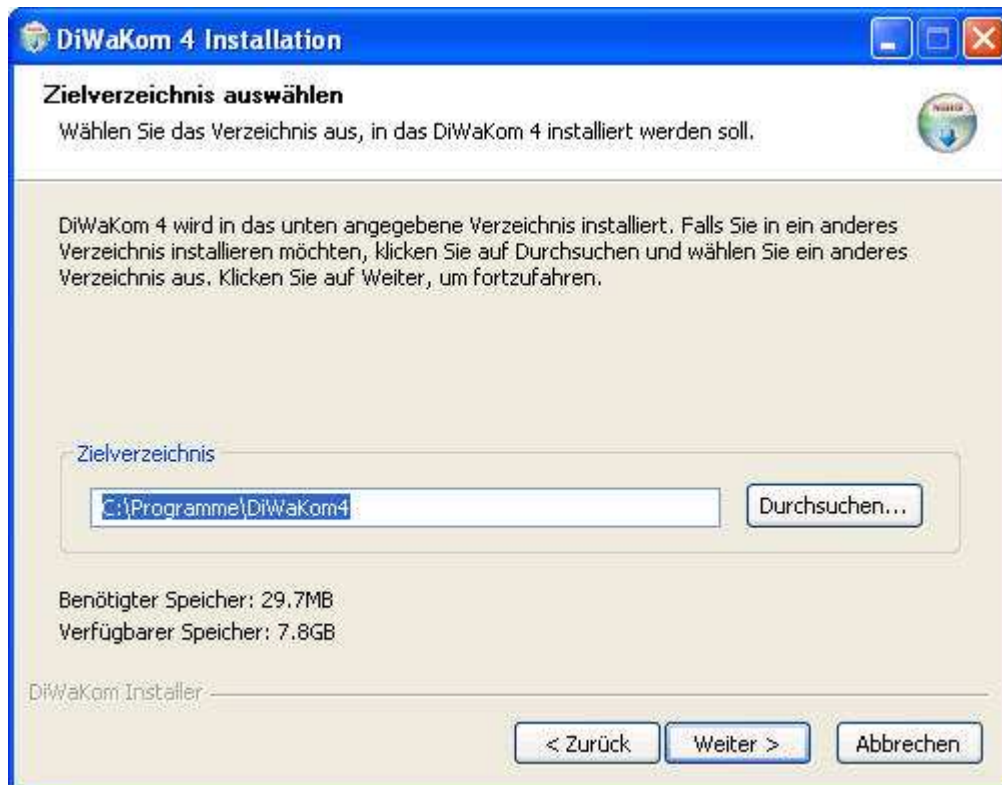 DiWaKom 4 Installation
Zielverzeichnis auswählen
Wählen Sie das Verzeichnis aus, in das DiWaKom 4 installiert werden soll.
DiWaKom 4 wird in das unten angegebene Verzeichnis installiert. Falls Sie in ein anderes
Verzeichnis installieren möchten, klicken Sie auf Durchsuchen und wählen Sie ein anderes
Verzeichnis aus. Klicken Sie auf Weiter, um fortzufahren.
Zielverzeichnis
C:\Programme\DiWaKom4
Durchsuchen...
Benötigter Speicher: 29.7MB
Verfügbarer Speicher: 7.8GB
DiWaKom Installer
< Zurück
Weiter >
Abbrechen